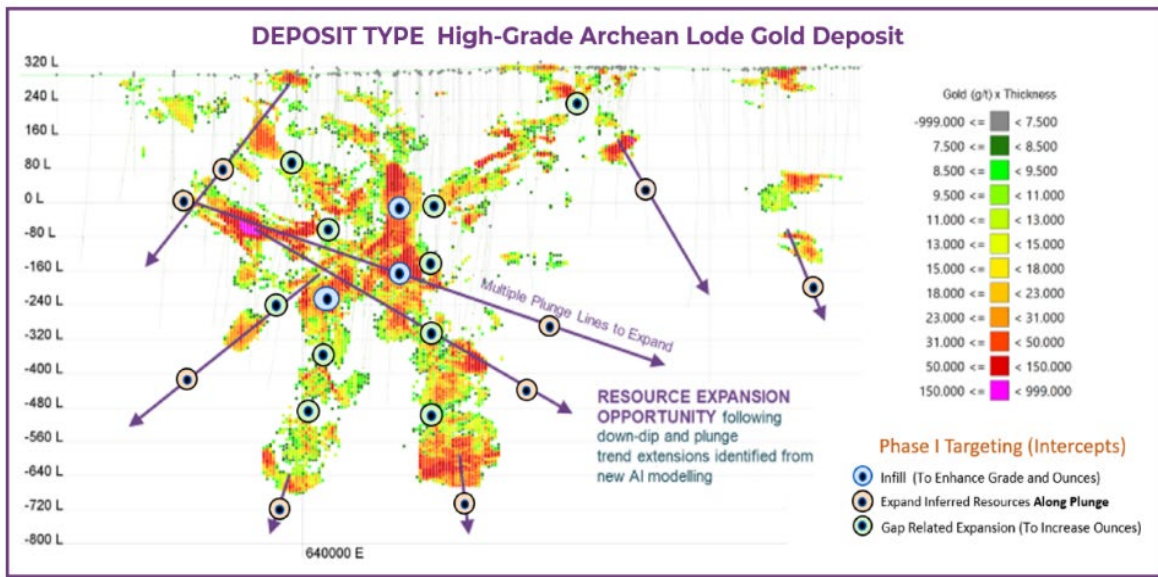 DEPOSIT TYPE High-Grade Archean Lode Gold Deposit
320 L
240 L
160 L
80 L
0 L
-80 L
-160 L
-240 L
-320 L
-400 L
-480 L
-560 L
-640 L
-720 L
-800 L
640000 E
Multiple Plunge Lines to Expand
RESOURCE EXPANSION
OPPORTUNITY following
down-dip and plunge
trend extensions identified from
new AI modelling
Gold (g/t) x Thickness
-999.000 <= < 7.500
7.500 <= < 8.500
8.500 <= < 9.500
9.500 <= < 11.000
11.000 <= < 13.000
13.000 <= < 15.000
15.000 <= < 18.000
18.000 <= < 23.000
23.000 <= < 31.000
31.000 <= < 50.000
50.000 <= < 150.000
150.000 <= < 999.000
Phase I Targeting (Intercepts)
Infill (To Enhance Grade and Ounces)
Expand Inferred Resources Along Plunge
Gap Related Expansion (To Increase Ounces)